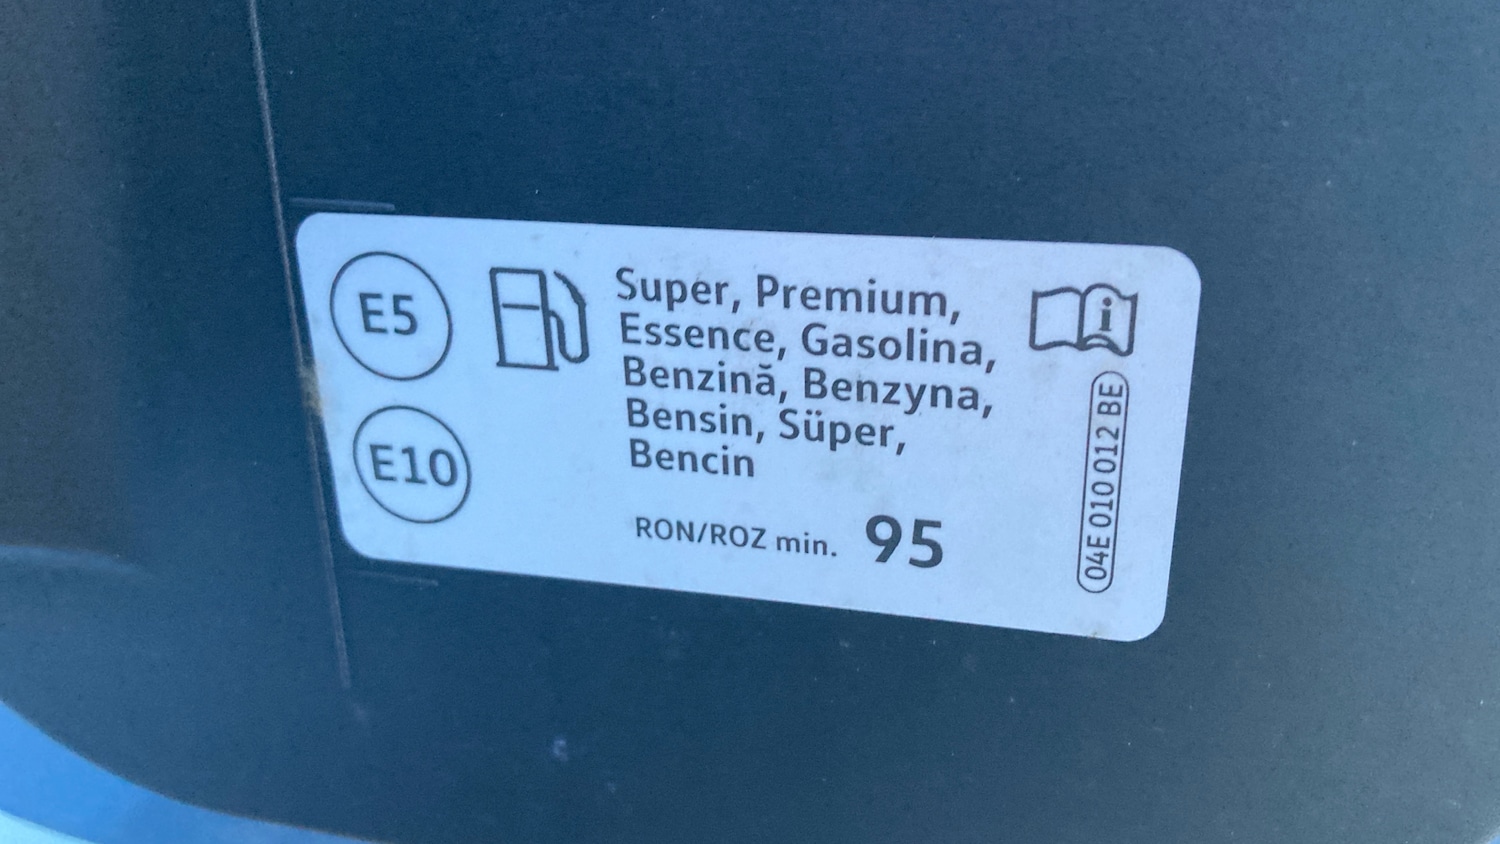 E5
E10
Super, Premium,
Essence, Gasolina,
Benzină, Benzyna,
Bensin, Süper,
Bencin
RON/ROZ min. 95
i
04E 010 012 BE